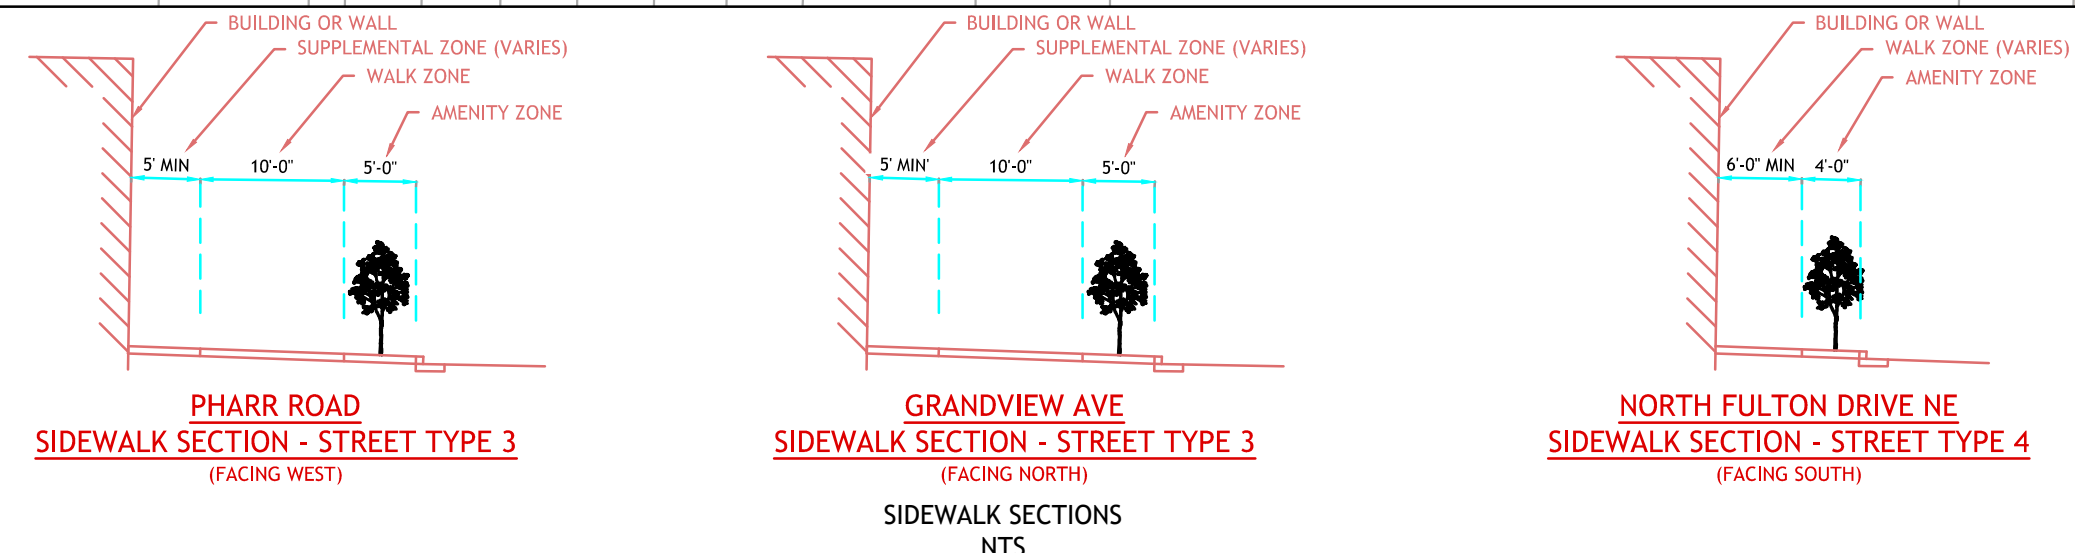 BUILDING OR WALL
SUPPLEMENTAL ZONE (VARIES)
WALK ZONE
AMENITY ZONE
5' MIN
10'-0"
5'-0"
PHARR ROAD
SIDEWALK SECTION - STREET TYPE 3
(FACING WEST)
BUILDING OR WALL
SUPPLEMENTAL ZONE (VARIES)
WALK ZONE
AMENITY ZONE
5' MIN'
10'-0"
5'-0"
GRANDVIEW AVE
SIDEWALK SECTION - STREET TYPE 3
(FACING NORTH)
BUILDING OR WALL
WALK ZONE (VARIES)
AMENITY ZONE
6'-0" MIN
4'-0"
NORTH FULTON DRIVE NE
SIDEWALK SECTION - STREET TYPE 4
(FACING SOUTH)
SIDEWALK SECTIONS
NTS